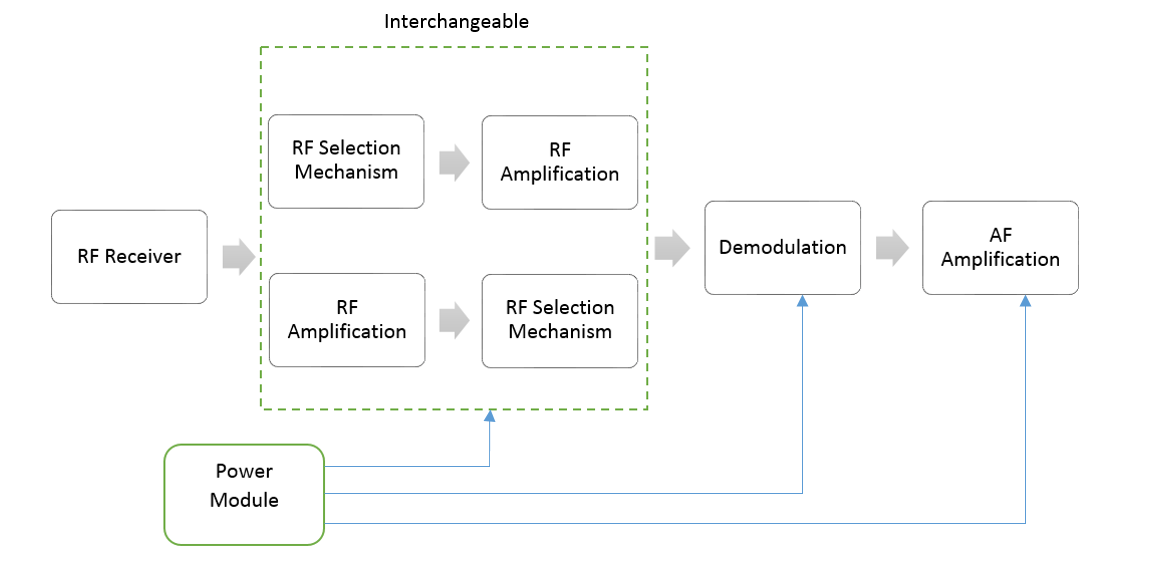 Interchangeable
RF Selection
Mechanism
RF
Amplification
RF Receiver
RF
Amplification
RF Selection
Mechanism
Demodulation
AF
Amplification
Power
Module